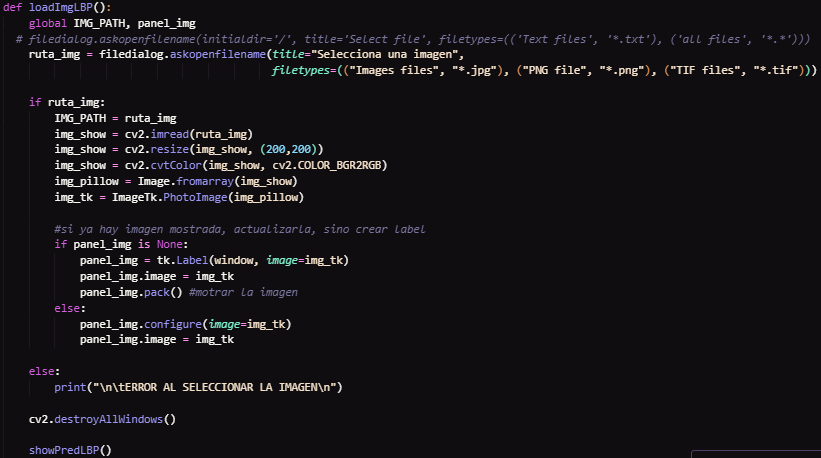 def loadImgLBP():
    global IMG_PATH, panel_img
  # filedialog.askopenfilename(initialdir='/', title='Select file', filetypes=(('Text files', '*.txt'), ('all files', '*.*')))
    ruta_img = filedialog.askopenfilename(title="Selecciona una imagen",
                                          filetypes=(("Images files", "*.jpg"), ("PNG file", "*.png"), ("TIF files", "*.tif")))
    if ruta_img:
        IMG_PATH = ruta_img
        img_show = cv2.imread(ruta_img)
        img_show = cv2.resize(img_show, (200,200))
        img_show = cv2.cvtColor(img_show, cv2.COLOR_BGR2RGB)
        img_pillow = Image.fromarray(img_show)
        img_tk = ImageTk.PhotoImage(img_pillow)
        #si ya hay imagen mostrada, actualizarla, sino crear label
        if panel_img is None:
            panel_img = tk.Label(window, image=img_tk)
            panel_img.image = img_tk
            panel_img.pack() #motrar la imagen
        else:
            panel_img.configure(image=img_tk)
            panel_img.image = img_tk
    else:
        print("\n\tERROR AL SELECCIONAR LA IMAGEN\n")
    cv2.destroyAllWindows()
    showPredLBP()